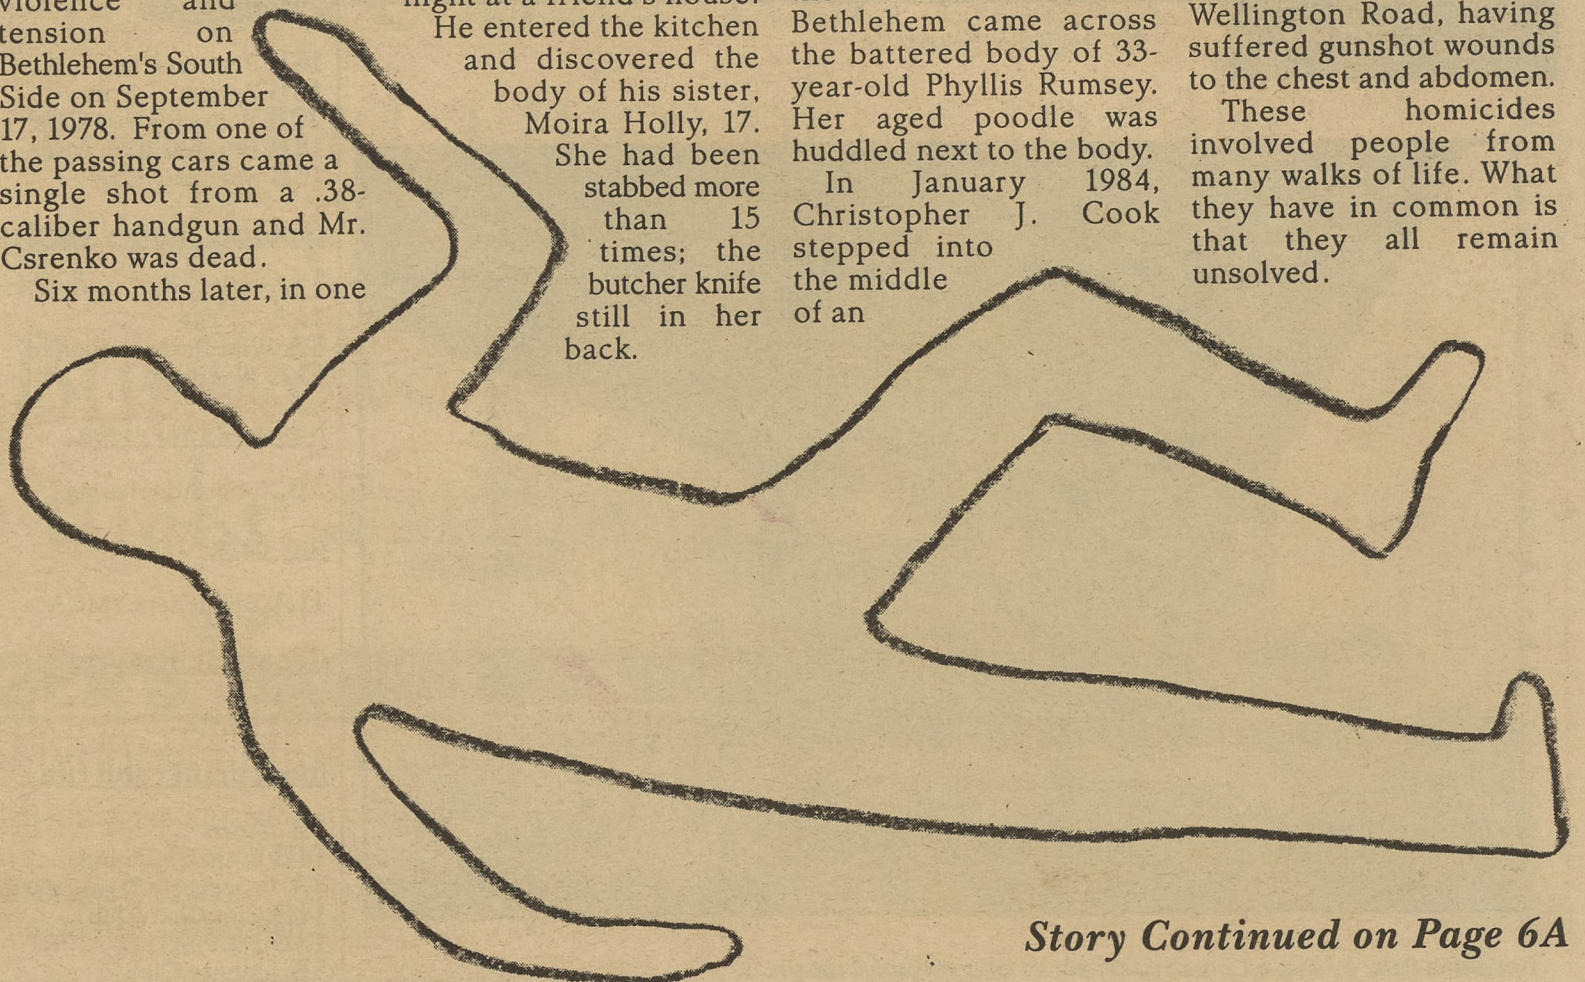 violence and
tension on
Bethlehem's South
Side on September
17, 1978. From one of
the passing cars came a
single shot from a .38-
caliber handgun and Mr.
Csrenko was dead.
Six months later, in one
night at a friend's house.
He entered the kitchen
and discovered the
body of his sister,
Moira Holly, 17.
She had been
stabbed more
than 15
times; the
butcher knife
still in her
back.
Bethlehem came across
the battered body of 33-
year-old Phyllis Rumsey.
Her aged poodle was
huddled next to the body.
In January 1984,
Christopher J. Cook
stepped into
the middle
of an
Wellington Road, having
suffered gunshot wounds
to the chest and abdomen.
These homicides
involved people from
many walks of life. What
they have in common is
that they all remain
unsolved.
Story Continued on Page 6A